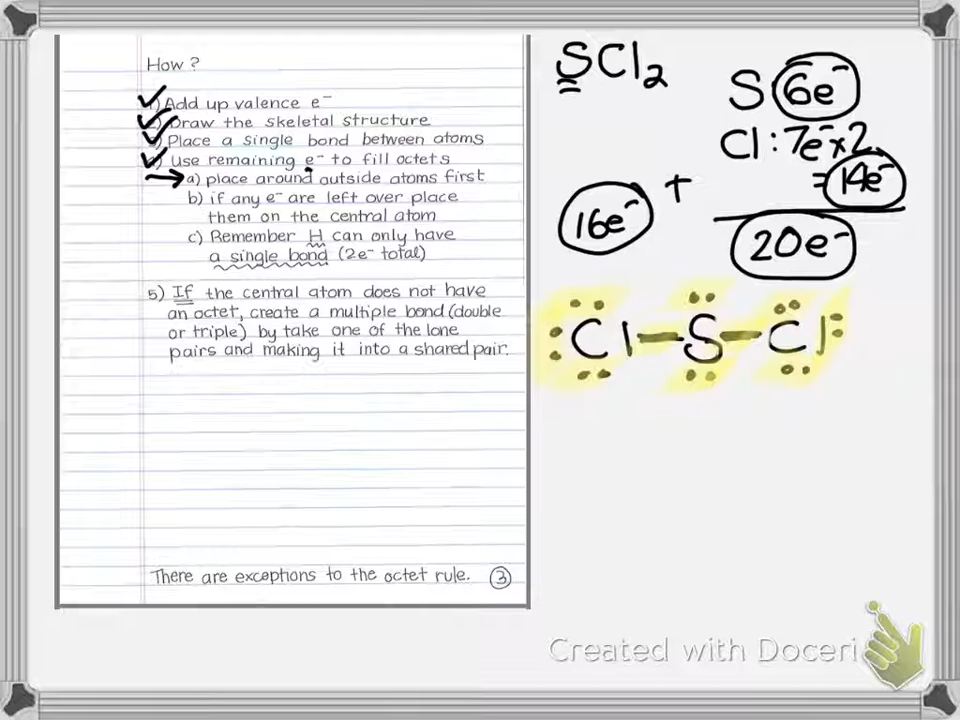 How?
1) Add up valence e⁻
2) Draw the skeletal structure
3) Place a single bond between atoms
4) Use remaining e⁻ to fill octets
a) place around outside atoms first
b) if any e⁻ are left over place
them on the central atom
c) Remember H can only have
a single bond (2e⁻ total)
5) If the central atom does not have
an octet, create a multiple bond (double
or triple) by take one of the lone
pairs and making it into a shared pair.
There are exceptions to the octet rule. 3
SCl₂
S 6e⁻
Cl: 7e⁻x2
= 14e⁻
+
16e⁻
20e⁻
Cl—S—Cl
Created with Doceri